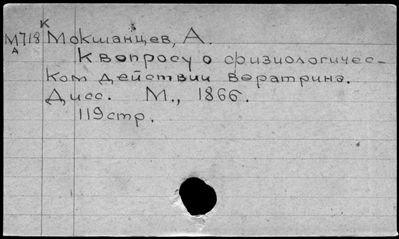 К
М718 Мокшанцев, А.
А
К вопросу о физиологичес-
ком действии вератрина.
Дисс. М., 1866.
119 стр.